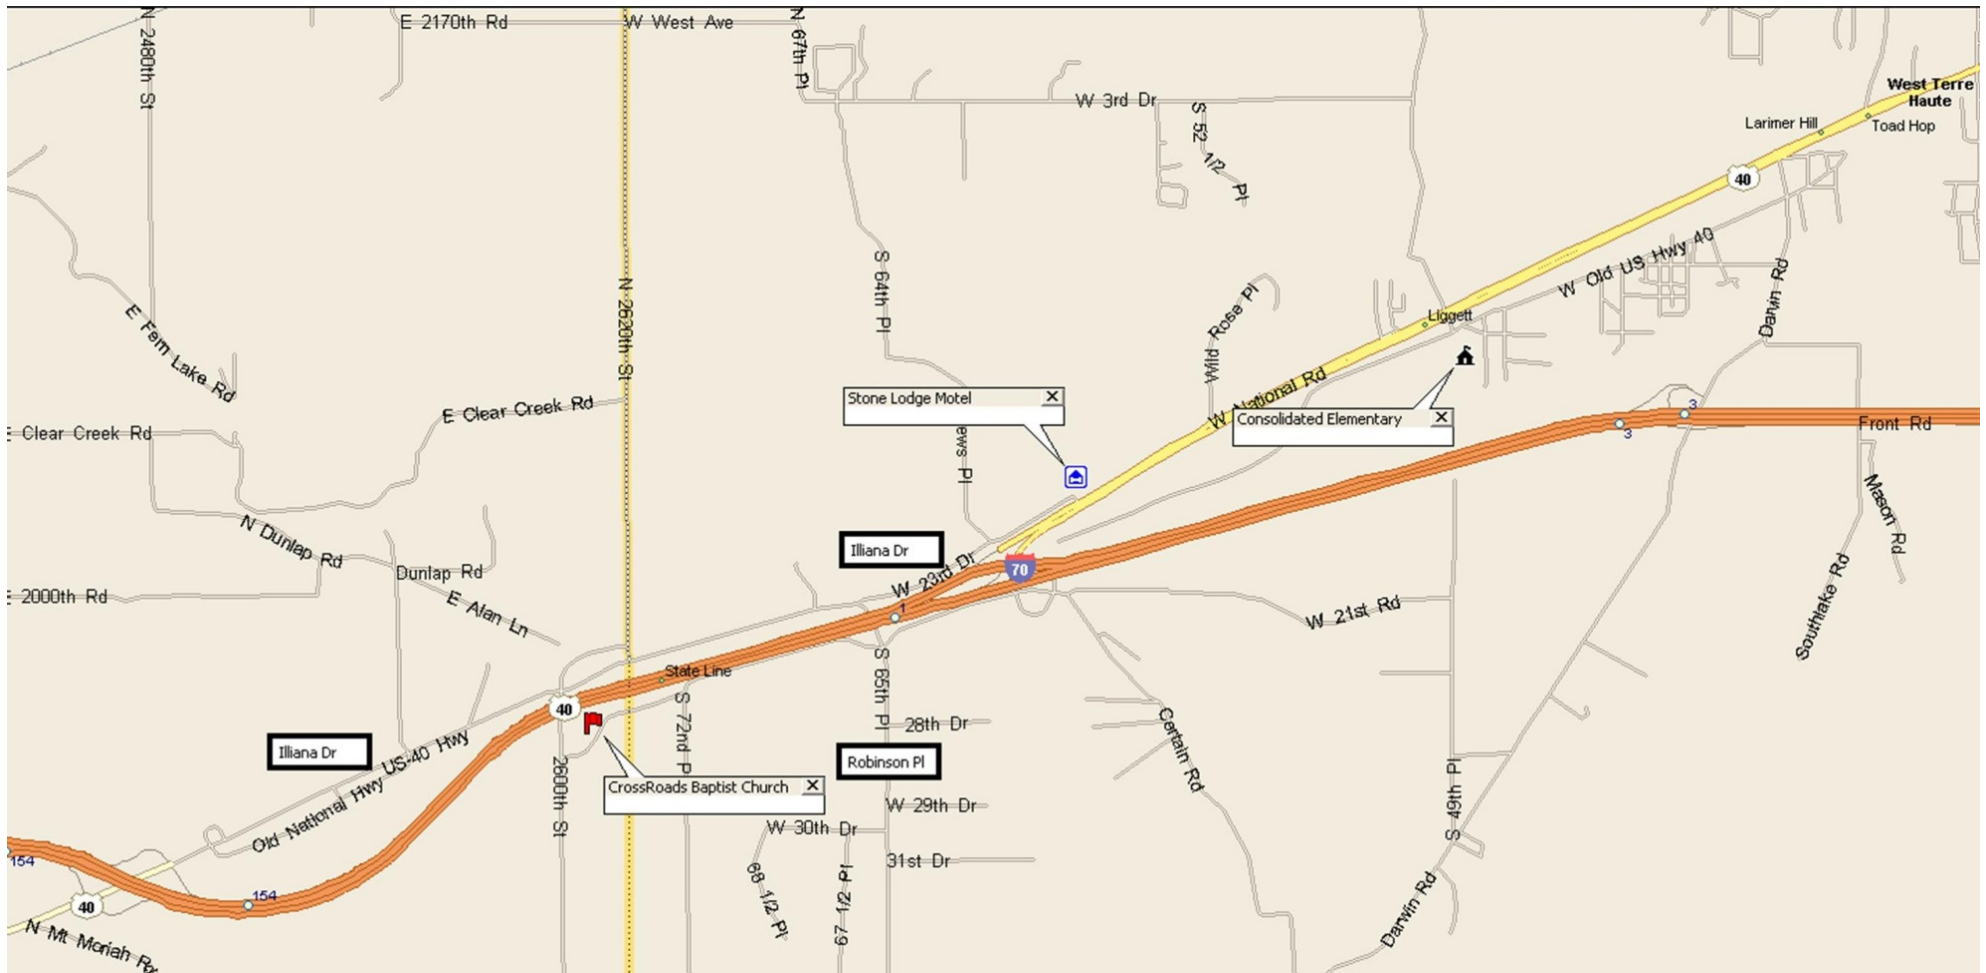 N 2480th St
E 2170th Rd
W West Ave
N 67th Pl
W 3rd Dr
S 52 1/2 Pl
West Terre
Haute
Larimer Hill
Toad Hop
40
W Old US Hwy 40
Darwin Rd
S 64th Pl
N 2620th St
E Fern Lake Rd
Wild Rose Pl
Liggett
W National Rd
Stone Lodge Motel
Consolidated Elementary
E Clear Creek Rd
E Clear Creek Rd
ews Pl
3
3
Front Rd
Mason Rd
Southlake Rd
N Dunlap Rd
Dunlap Rd
E Alan Ln
E 2000th Rd
Illiana Dr
W 23rd Dr
70
1
W 21st Rd
State Line
40
S 72nd P
S 65th Pl
28th Dr
Robinson Pl
W 29th Dr
W 30th Dr
31st Dr
68 1/2 Pl
67 1/2 Pl
Certain Rd
S 49th Pl
Darwin Rd
Illiana Dr
US-40 Hwy
Old National Hwy
2600th St
CrossRoads Baptist Church
154
154
40
N Mt Moriah Rd